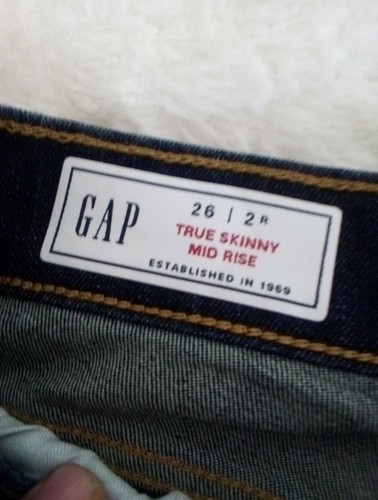 GAP
26 | 2R
TRUE SKINNY
MID RISE
ESTABLISHED IN 1969